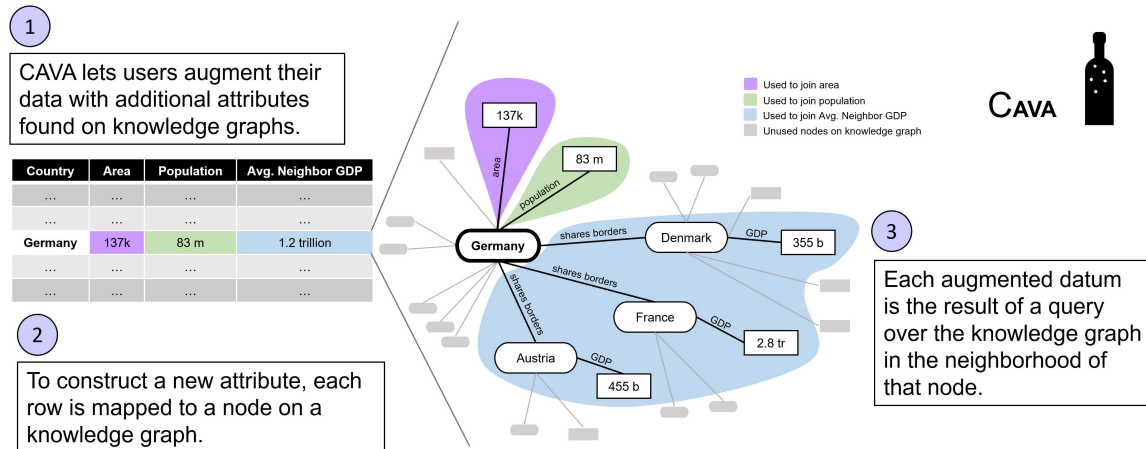 1
CAVA lets users augment their
data with additional attributes
found on knowledge graphs.
Country Area Population Avg. Neighbor GDP
... ... ... ...
... ... ... ...
Germany 137k 83 m 1.2 trillion
... ... ... ...
... ... ... ...
2
To construct a new attribute, each
row is mapped to a node on a
knowledge graph.
137k
area
83 m
population
Germany
shares borders
Denmark
GDP
355 b
shares borders
France
GDP
2.8 tr
shares borders
Austria
GDP
455 b
Used to join area
Used to join population
Used to join Avg. Neighbor GDP
Unused nodes on knowledge graph
CAVA
3
Each augmented datum
is the result of a query
over the knowledge graph
in the neighborhood of
that node.